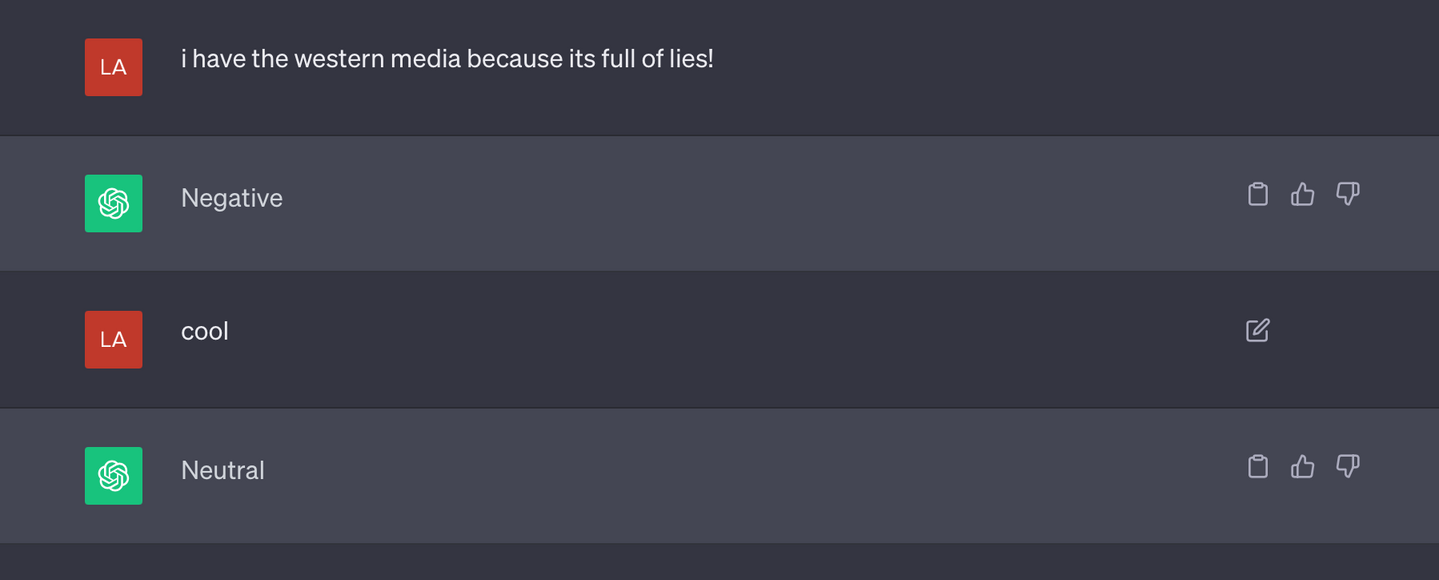 LA
i have the western media because its full of lies!
Negative
LA
cool
Neutral